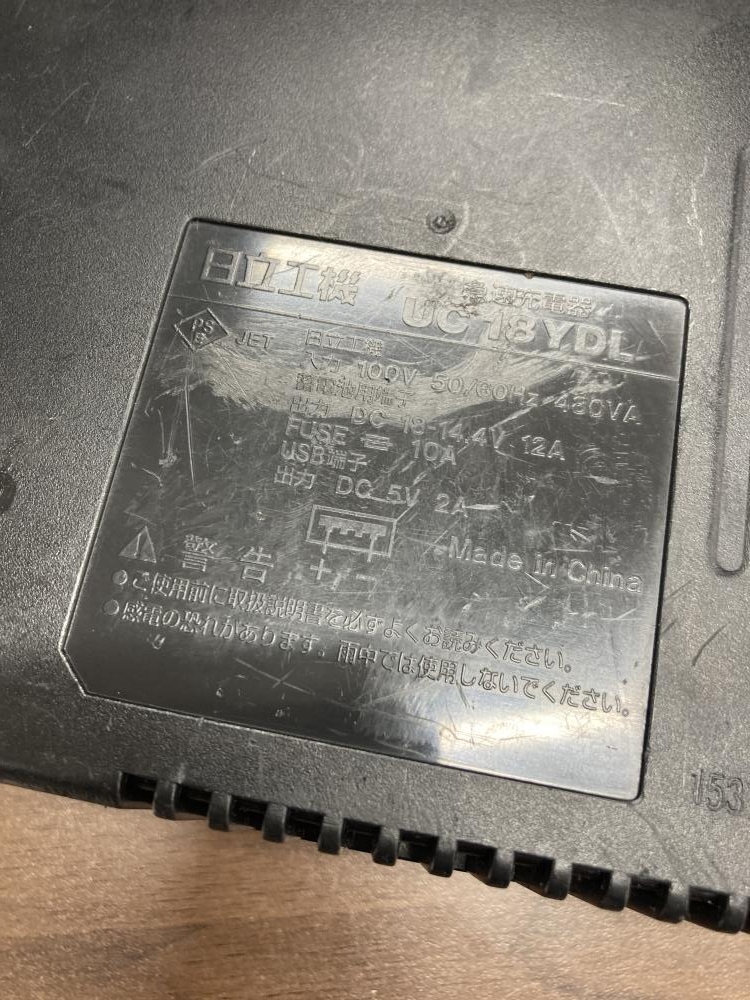 日立工機 急速充電器
UC 18YDL
PS
E
JET 日立工機
入力 100V 50/60Hz 430VA
蓄電池用端子
出力 DC 18-14.4V 12A
FUSE 10A
USB端子
出力 DC 5V 2A
警告 +/- Made in China
●ご使用前に取扱説明書を必ずよくお読みください。
●感電の恐れがあります。雨中では使用しないでください。
153